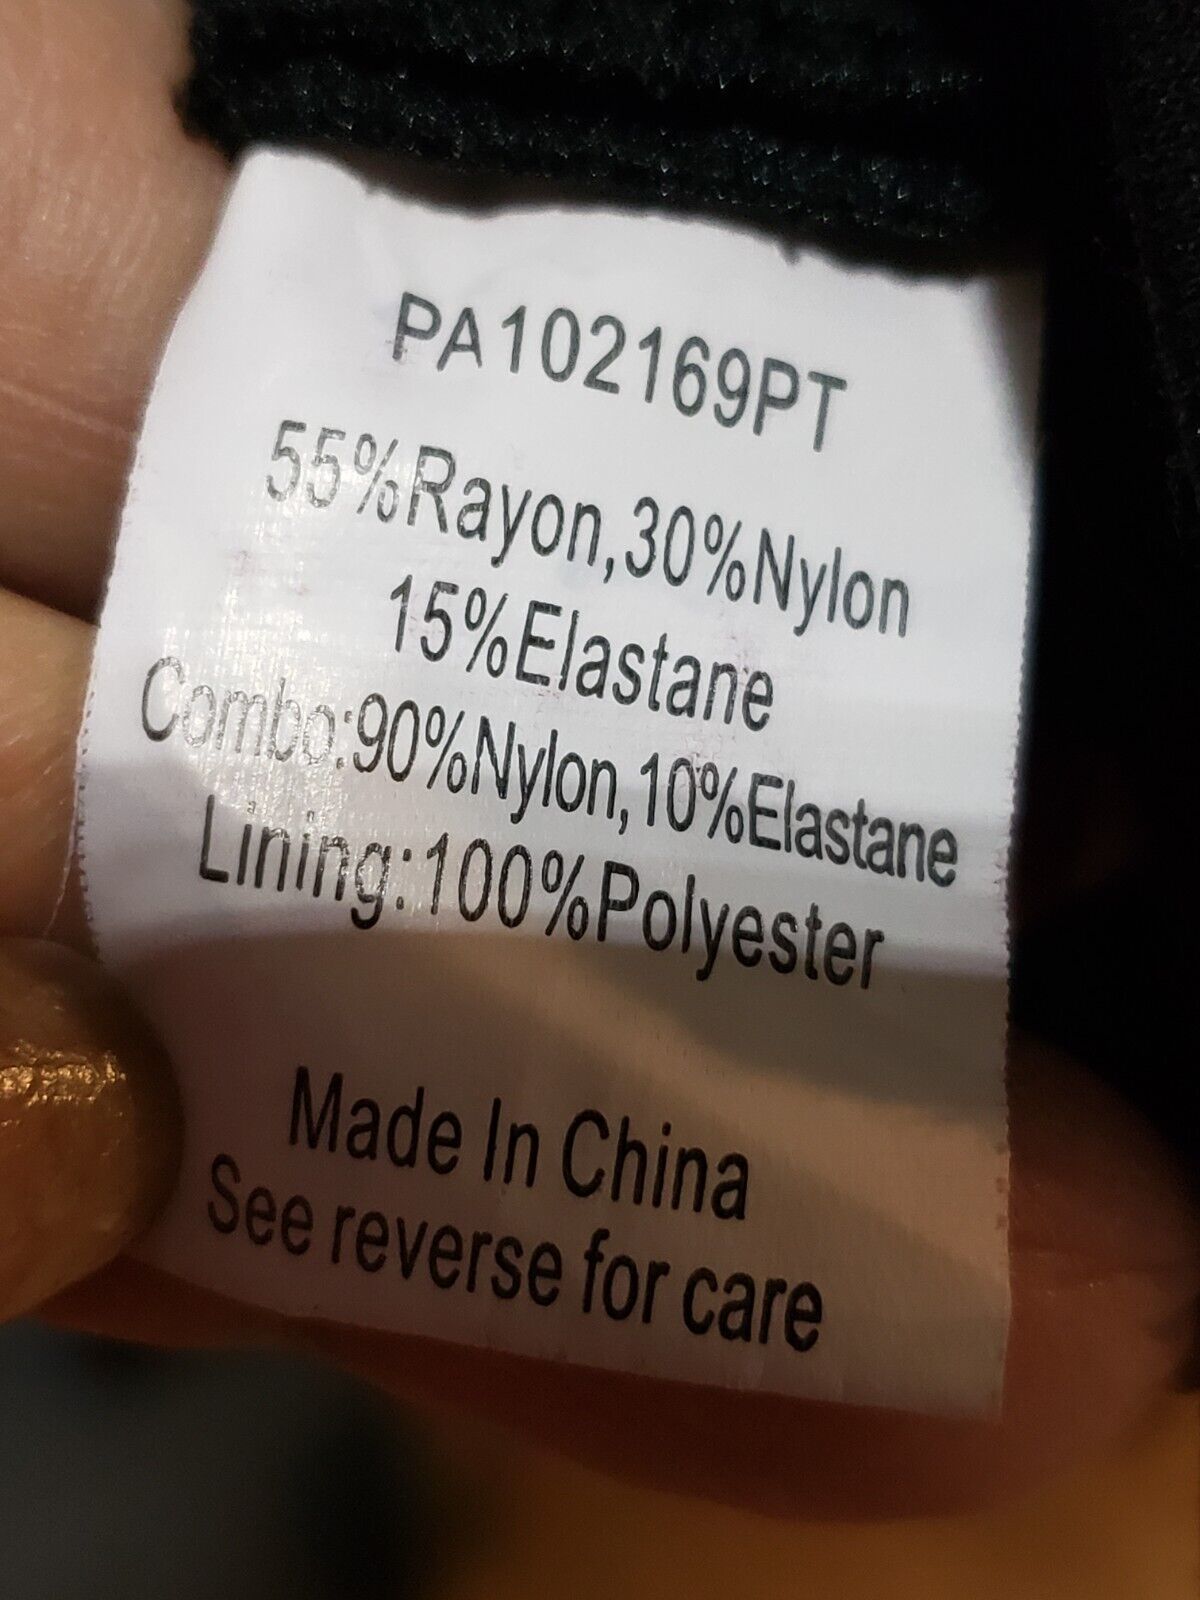 PA102169PT
55%Rayon,30%Nylon
15%Elastane
Combo:90%Nylon,10%Elastane
Lining:100%Polyester
Made In China
See reverse for care